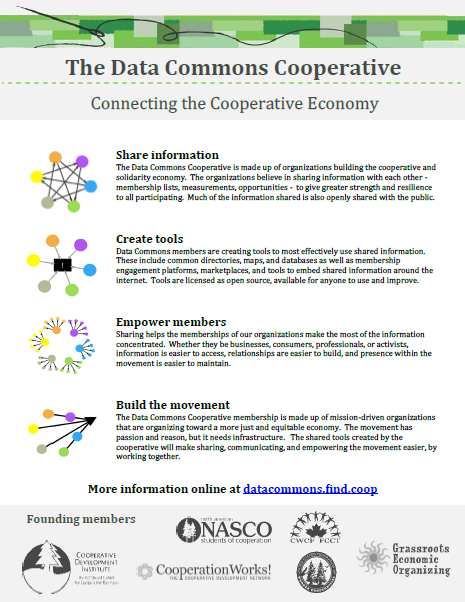 The Data Commons Cooperative
Connecting the Cooperative Economy
Share information
The Data Commons Cooperative is made up of organizations building the cooperative and
solidarity economy. The organizations believe in sharing information with each other -
membership lists, measurements, opportunities - to give greater strength and resilience
to all participating. Much of the information shared is also openly shared with the public.
Create tools
Data Commons members are creating tools to most effectively use shared information.
These include common directories, maps, and databases as well as membership
engagement platforms, marketplaces, and tools to embed shared information around the
internet. Tools are licensed as open source, available for anyone to use and improve.
Empower members
Sharing helps the memberships of our organizations make the most of the information
concentrated. Whether they be businesses, consumers, professionals, or activists,
information is easier to access, relationships are easier to build, and presence within the
movement is easier to maintain.
Build the movement
The Data Commons Cooperative membership is made up of mission-driven organizations
that are organizing toward a more just and equitable economy. The movement has
passion and reason, but it needs infrastructure. The shared tools created by the
cooperative will make sharing, communicating, and empowering the movement easier, by
working together.
More information online at datacommons.find.coop
Founding members
north american
NASCO
students of cooperation
CWCF FCCT
COOPERATIVE
DEVELOPMENT
INSTITUTE
CooperationWorks!
THE COOPERATIVE DEVELOPMENT NETWORK
Grassroots
Economic
Organizing